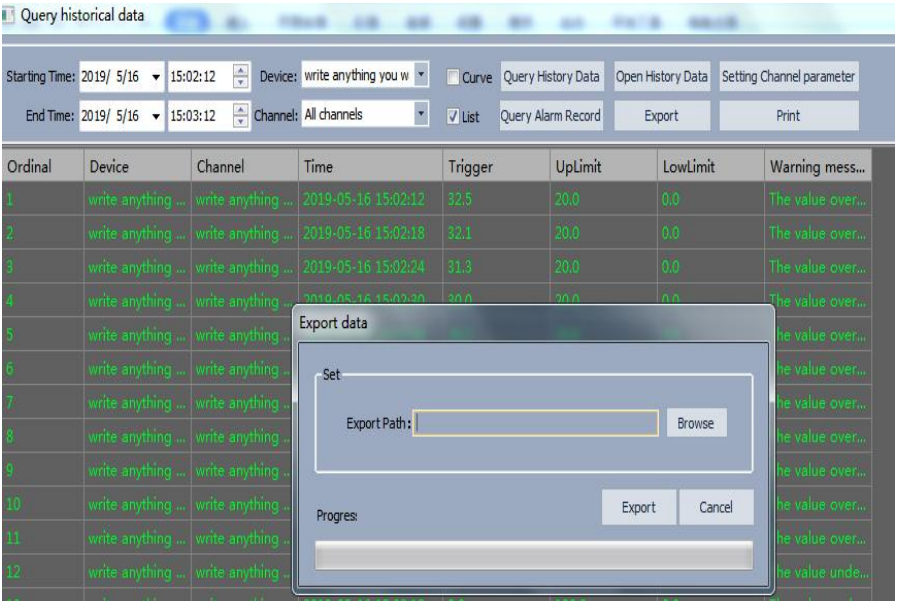 Query historical data
Starting Time: 2019/ 5/16 15:02:12 Device: write anything you w Curve Query History Data Open History Data Setting Channel parameter
End Time: 2019/ 5/16 15:03:12 Channel: All channels List Query Alarm Record Export Print
Ordinal Device Channel Time Trigger UpLimit LowLimit Warning mess...
1 write anything ... write anything ... 2019-05-16 15:02:12 32.5 20.0 0.0 The value over...
2 write anything ... write anything ... 2019-05-16 15:02:18 32.1 20.0 0.0 The value over...
3 write anything ... write anything ... 2019-05-16 15:02:24 31.3 20.0 0.0 The value over...
4 write anything ... write anything ... 2019-05-16 15:02:30 30.0 20.0 0.0 The value over...
Export data
5 write anything ... write anything ... he value over...
Set
6 write anything ... write anything .. he value over...
7 write anything ... write anything .. he value over...
Export Path: Browse
8 write anything ... write anything .. he value over...
9 write anything ... write anything .. he value over...
10 write anything ... write anything .. he value over...
Export Cancel
Progres
11 write anything ... write anything .. he value over...
12 write anything ... write anything .. he value unde...